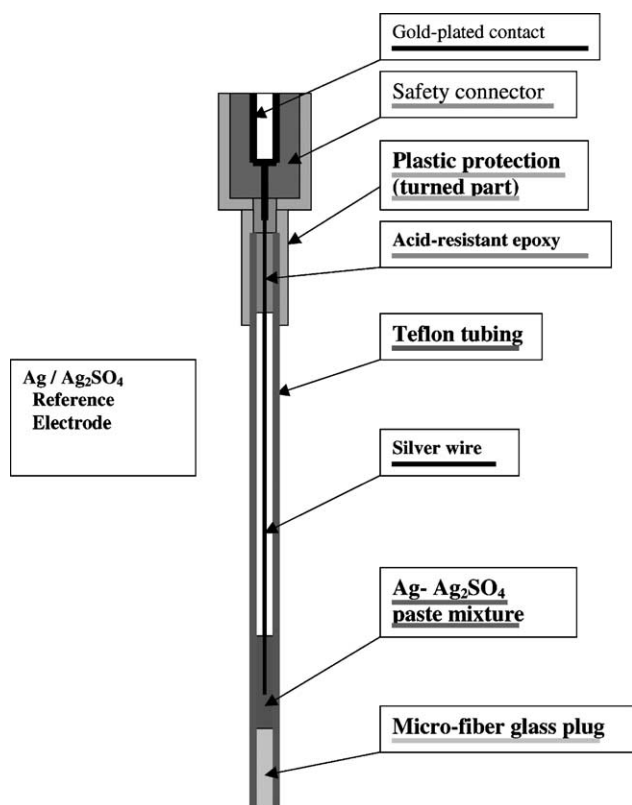 Gold-plated contact
Safety connector
Plastic protection
(turned part)
Acid-resistant epoxy
Teflon tubing
Ag / Ag₂SO₄
Reference
Electrode
Silver wire
Ag- Ag₂SO₄
paste mixture
Micro-fiber glass plug